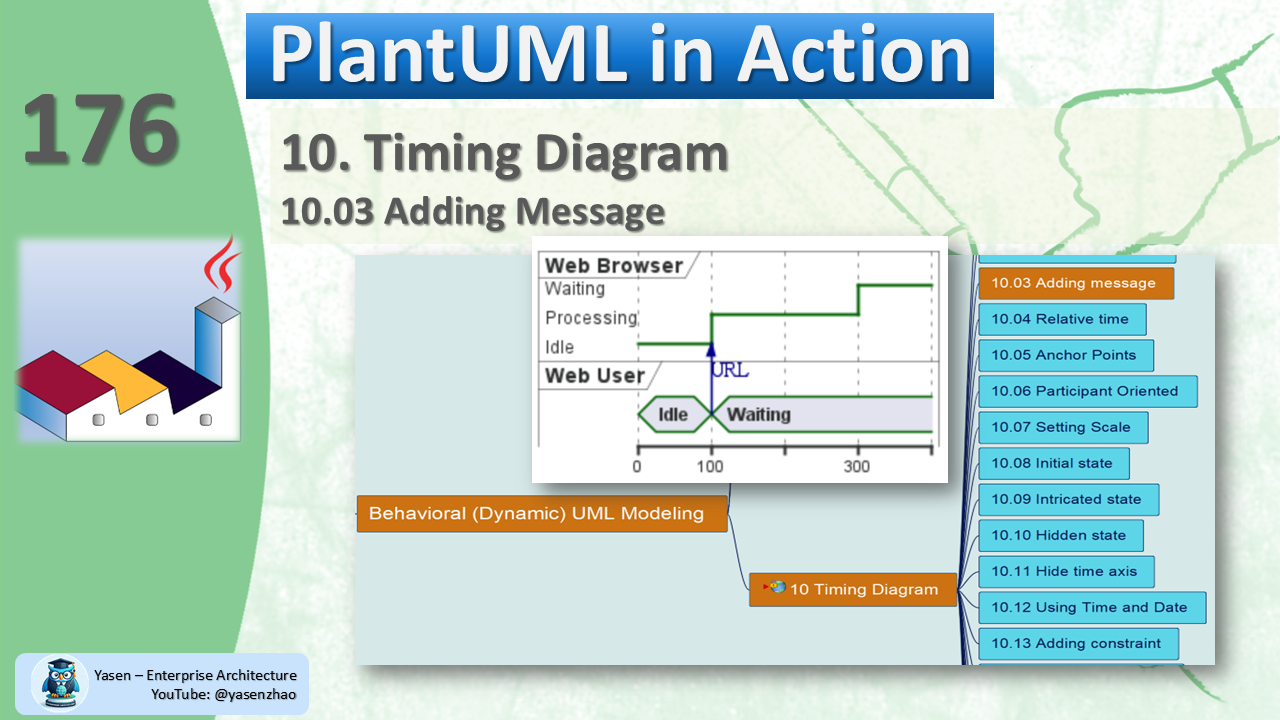 PlantUML in Action
176
10. Timing Diagram
10.03 Adding Message
Web Browser
Waiting
Processing
Idle
URL
Web User
Idle
Waiting
0
100
300
10.03 Adding message
10.04 Relative time
10.05 Anchor Points
10.06 Participant Oriented
10.07 Setting Scale
10.08 Initial state
10.09 Intricated state
10.10 Hidden state
10.11 Hide time axis
10.12 Using Time and Date
10.13 Adding constraint
Behavioral (Dynamic) UML Modeling
10 Timing Diagram
Yasen – Enterprise Architecture
YouTube: @yasenzhao